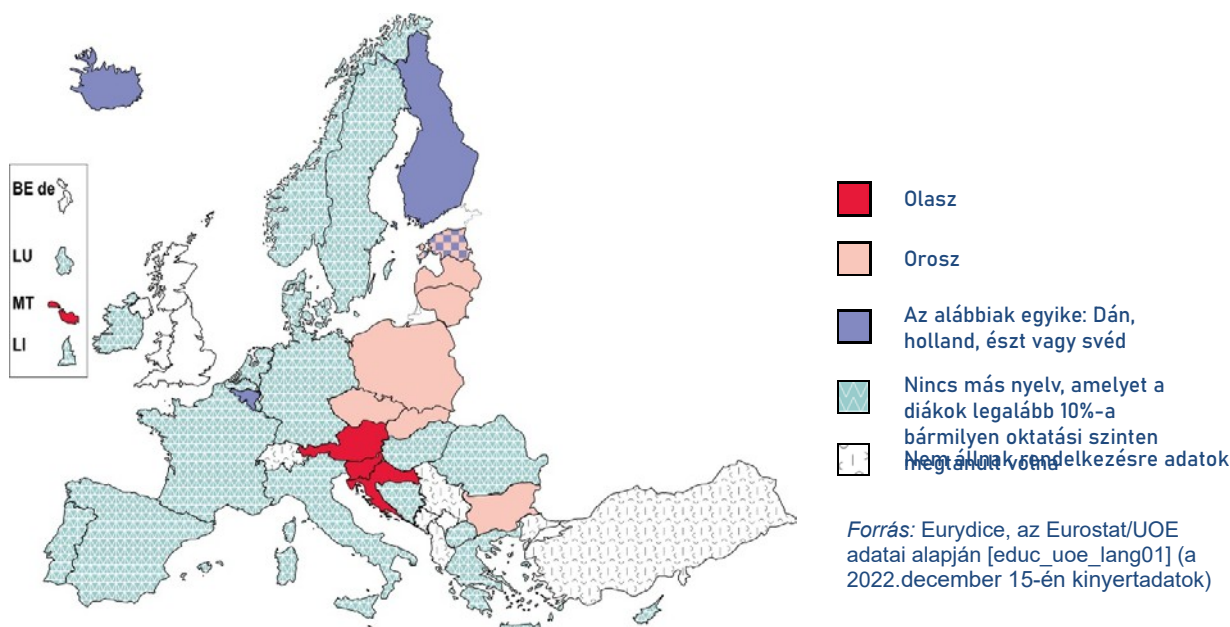 BE de
LU
MT
LI
Olasz
Orosz
Az alábbiak egyike: Dán,
holland, észt vagy svéd
Nincs más nyelv, amelyet a
diákok legalább 10%-a
bármilyen oktatási szinten
megtanult volna
Nem állnak rendelkezésre adatok
Forrás: Eurydice, az Eurostat/UOE
adatai alapján [educ_uoe_lang01] (a
2022.december 15-én kinyertadatok)